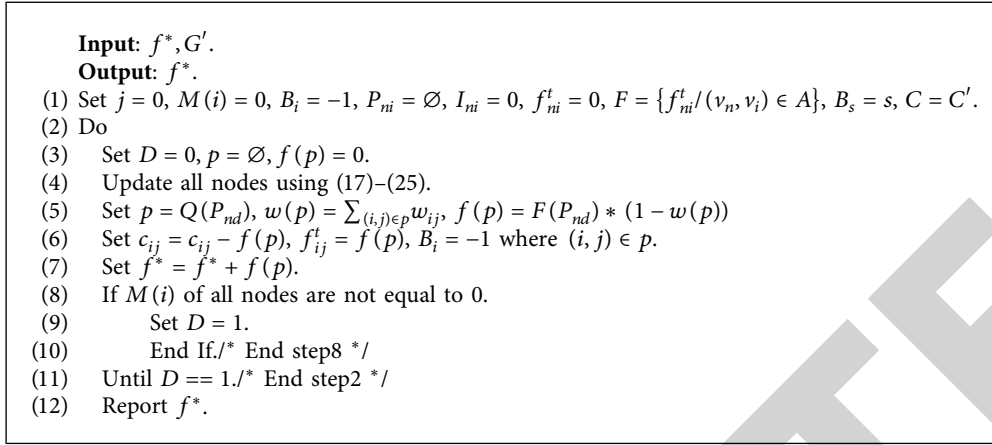 Input: f*, G′.
Output: f*.
(1) Set j = 0, M(i) = 0, B_i = −1, P_ni = ∅, I_ni = 0, f^t_ni = 0, F = {f^t_ni/(v_n, v_i) ∈ A}, B_s = s, C = C′.
(2) Do
(3) Set D = 0, p = ∅, f(p) = 0.
(4) Update all nodes using (17)–(25).
(5) Set p = Q(P_nd), w(p) = ∑_(i,j)∈p w_ij, f(p) = F(P_nd) * (1 − w(p))
(6) Set c_ij = c_ij − f(p), f^t_ij = f(p), B_i = −1 where (i, j) ∈ p.
(7) Set f* = f* + f(p).
(8) If M(i) of all nodes are not equal to 0.
(9) Set D = 1.
(10) End If./* End step8 */
(11) Until D == 1./* End step2 */
(12) Report f*.